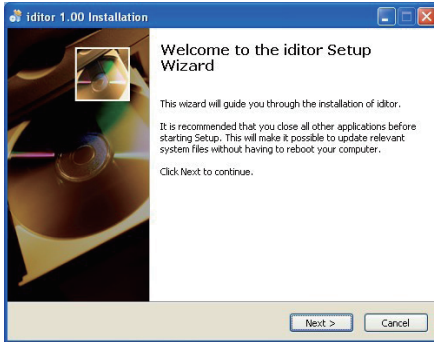 iditor 1.00 Installation
Welcome to the iditor Setup
Wizard
This wizard will guide you through the installation of iditor.
It is recommended that you close all other applications before
starting Setup. This will make it possible to update relevant
system files without having to reboot your computer.
Click Next to continue.
Next >
Cancel